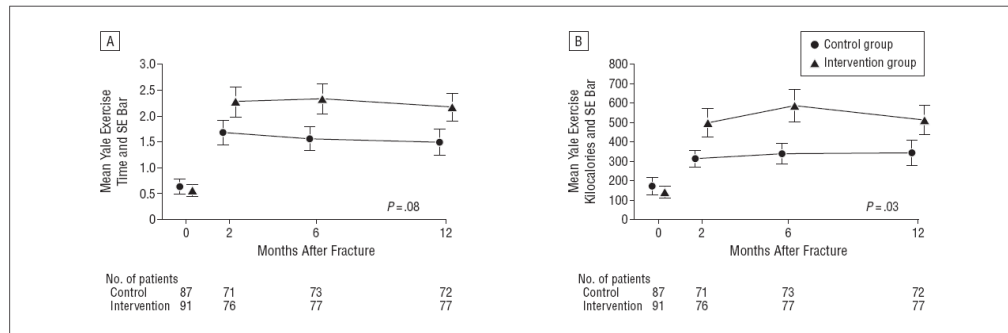 A
Mean Yale Exercise
Time and SE Bar
3.0
2.5
2.0
1.5
1.0
0.5
0
P=.08
0 2 6 12
Months After Fracture
No. of patients
Control 87 71 73 72
Intervention 91 76 77 77
B
Control group
Intervention group
Mean Yale Exercise
Kilocalories and SE Bar
800
700
600
500
400
300
200
100
0
P=.03
0 2 6 12
Months After Fracture
No. of patients
Control 87 71 73 72
Intervention 91 76 77 77